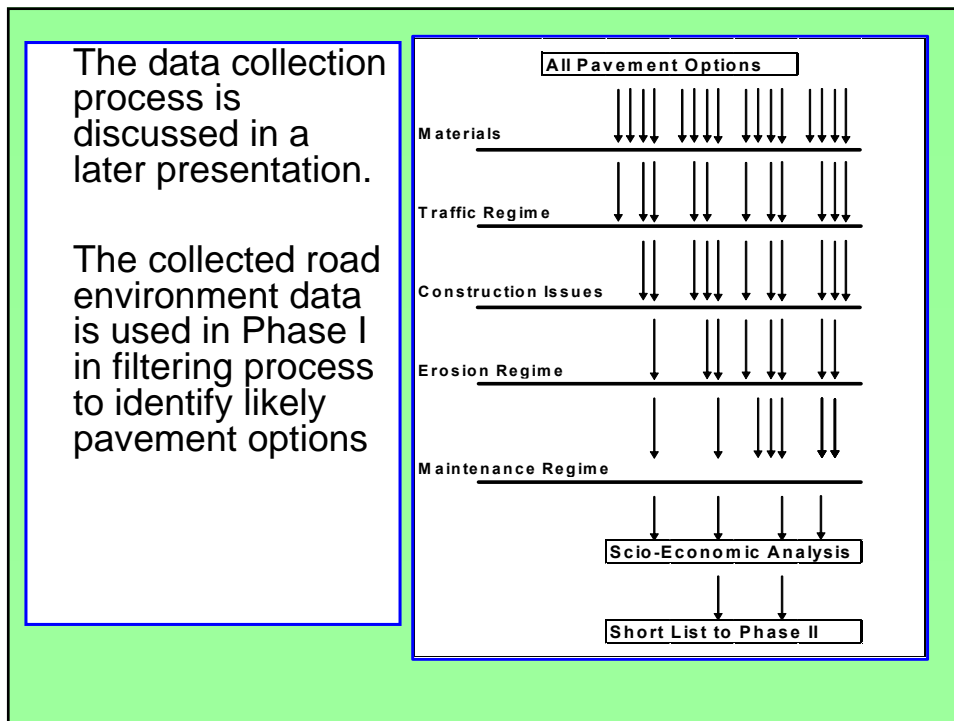 The data collection
process is
discussed in a
later presentation.
The collected road
environment data
is used in Phase I
in filtering process
to identify likely
pavement options
All Pavement Options
Materials
Traffic Regime
Construction Issues
Erosion Regime
Maintenance Regime
Scio-Economic Analysis
Short List to Phase II